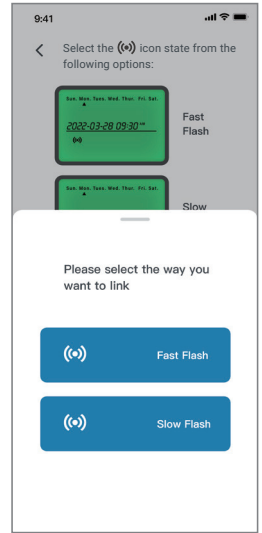 9:41
Select the ((●)) icon state from the
following options:
Sun. Mon. Tues. Wed. Thur. Fri. Sat.
2022-03-28 09:30
Fast
Flash
Sun. Mon. Tues. Wed. Thur. Fri. Sat.
Slow
Please select the way you
want to link
Fast Flash
Slow Flash